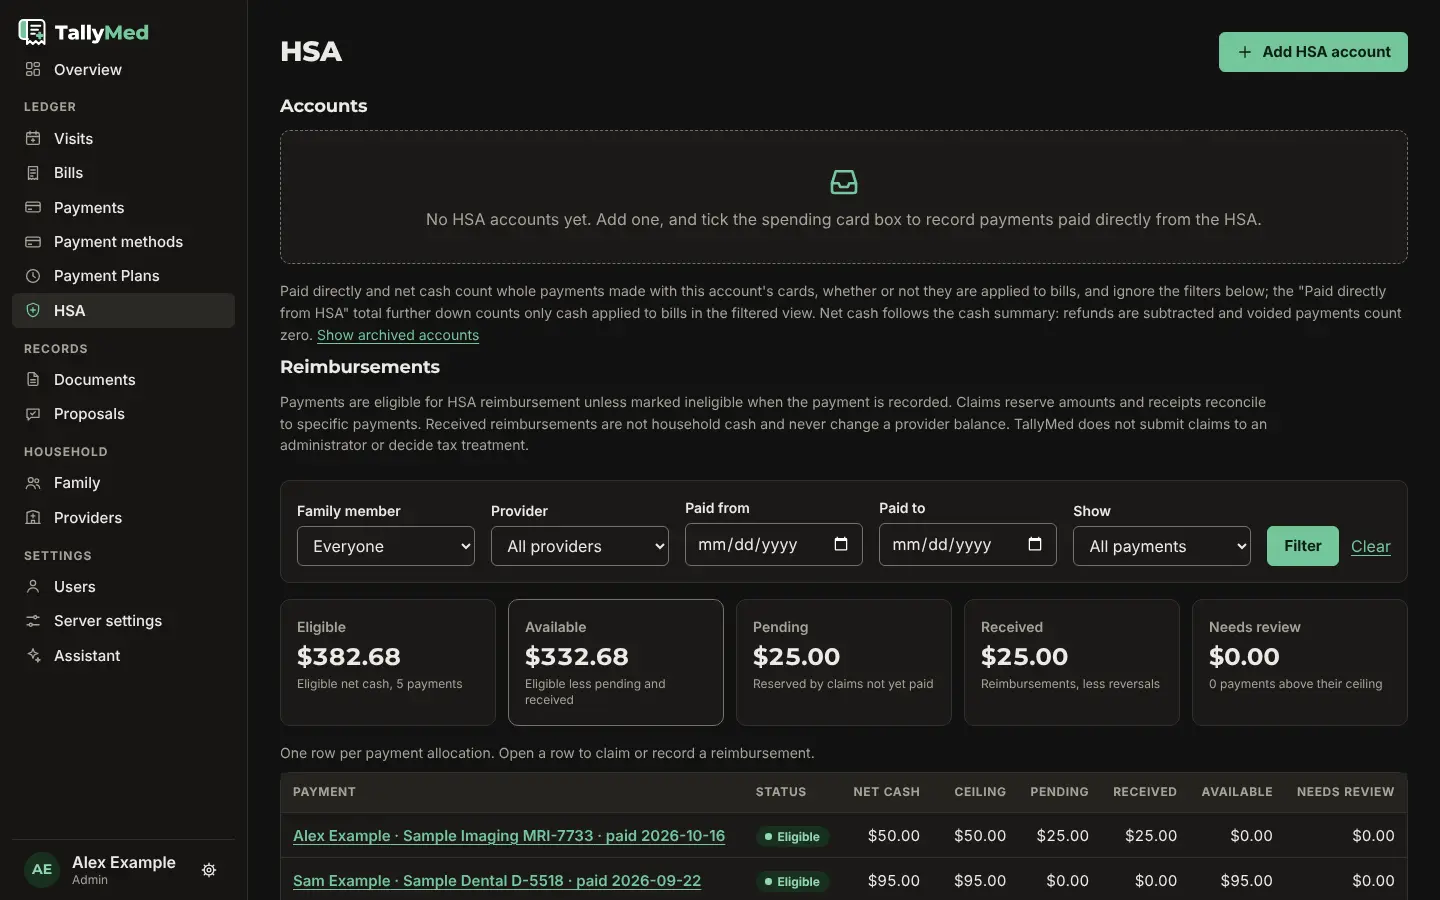 TallyMed
Overview
LEDGER
Visits
Bills
Payments
Payment methods
Payment Plans
HSA
RECORDS
Documents
Proposals
HOUSEHOLD
Family
Providers
SETTINGS
Users
Server settings
Assistant
AE
Alex Example
Admin
HSA
+ Add HSA account
Accounts
No HSA accounts yet. Add one, and tick the spending card box to record payments paid directly from the HSA.
Paid directly and net cash count whole payments made with this account's cards, whether or not they are applied to bills, and ignore the filters below; the "Paid directly
from HSA" total further down counts only cash applied to bills in the filtered view. Net cash follows the cash summary: refunds are subtracted and voided payments count
zero. Show archived accounts
Reimbursements
Payments are eligible for HSA reimbursement unless marked ineligible when the payment is recorded. Claims reserve amounts and receipts reconcile
to specific payments. Received reimbursements are not household cash and never change a provider balance. TallyMed does not submit claims to an
administrator or decide tax treatment.
Family member Provider Paid from Paid to Show
Everyone All providers mm/dd/yyyy mm/dd/yyyy All payments Filter Clear
Eligible
$382.68
Eligible net cash, 5 payments
Available
$332.68
Eligible less pending and
received
Pending
$25.00
Reserved by claims not yet paid
Received
$25.00
Reimbursements, less reversals
Needs review
$0.00
0 payments above their ceiling
One row per payment allocation. Open a row to claim or record a reimbursement.
PAYMENT STATUS NET CASH CEILING PENDING RECEIVED AVAILABLE NEEDS REVIEW
Alex Example · Sample Imaging MRI-7733 · paid 2026-10-16 Eligible $50.00 $50.00 $25.00 $25.00 $0.00 $0.00
Sam Example · Sample Dental D-5518 · paid 2026-09-22 Eligible $95.00 $95.00 $0.00 $0.00 $95.00 $0.00